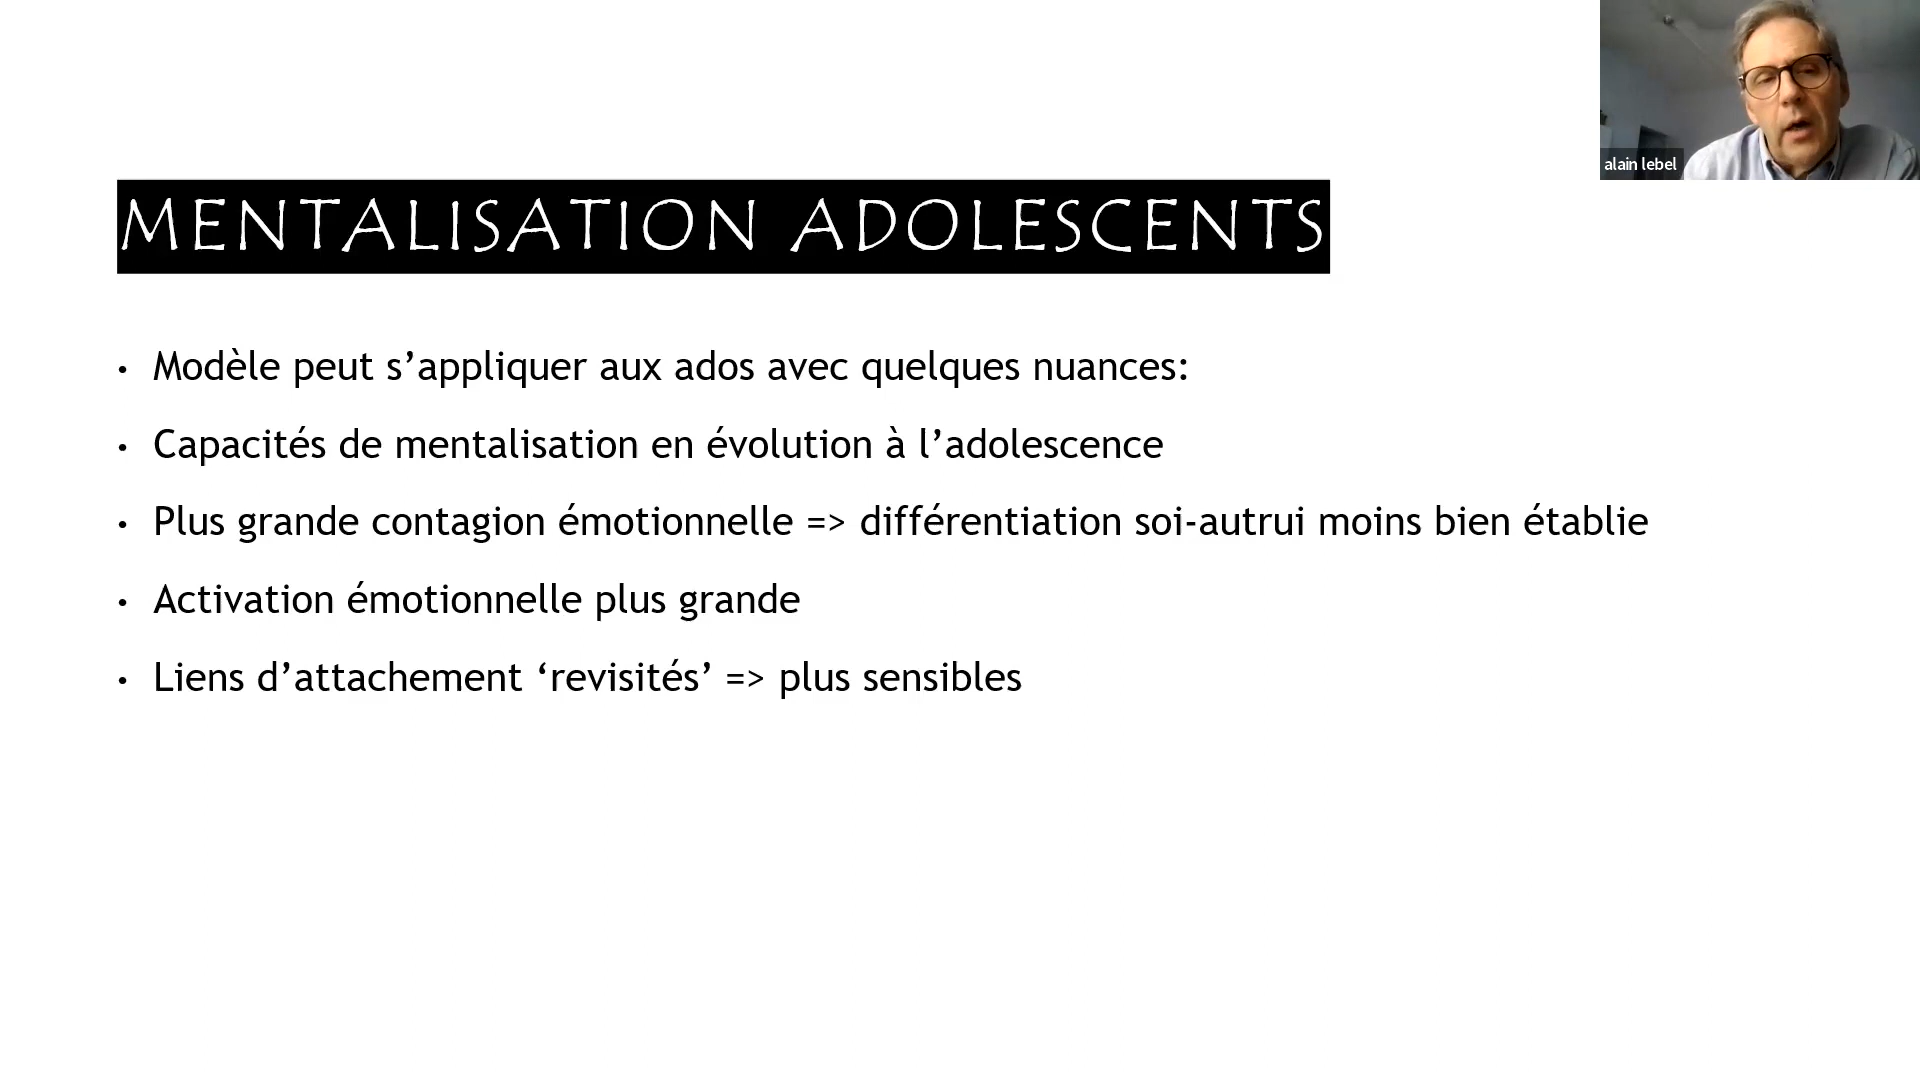 alain lebel
MENTALISATION ADOLESCENTS
• Modèle peut s’appliquer aux ados avec quelques nuances:
• Capacités de mentalisation en évolution à l’adolescence
• Plus grande contagion émotionnelle => différentiation soi-autrui moins bien établie
• Activation émotionnelle plus grande
• Liens d’attachement ‘revisités’ => plus sensibles